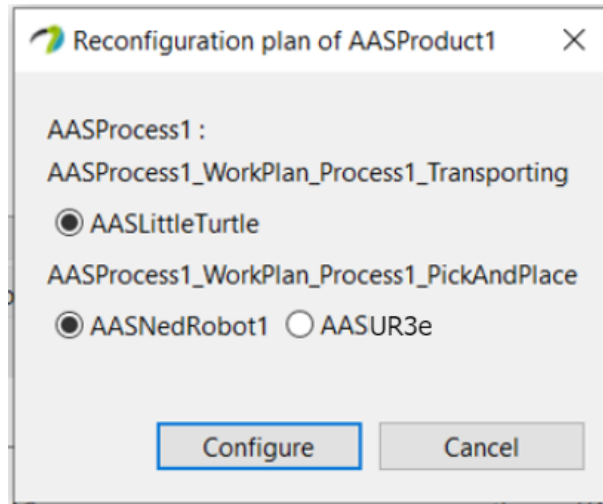 Reconfiguration plan of AASProduct1
AASProcess1 :
AASProcess1_WorkPlan_Process1_Transporting
AASLittleTurtle
AASProcess1_WorkPlan_Process1_PickAndPlace
AASNedRobot1 AASUR3e
Configure Cancel